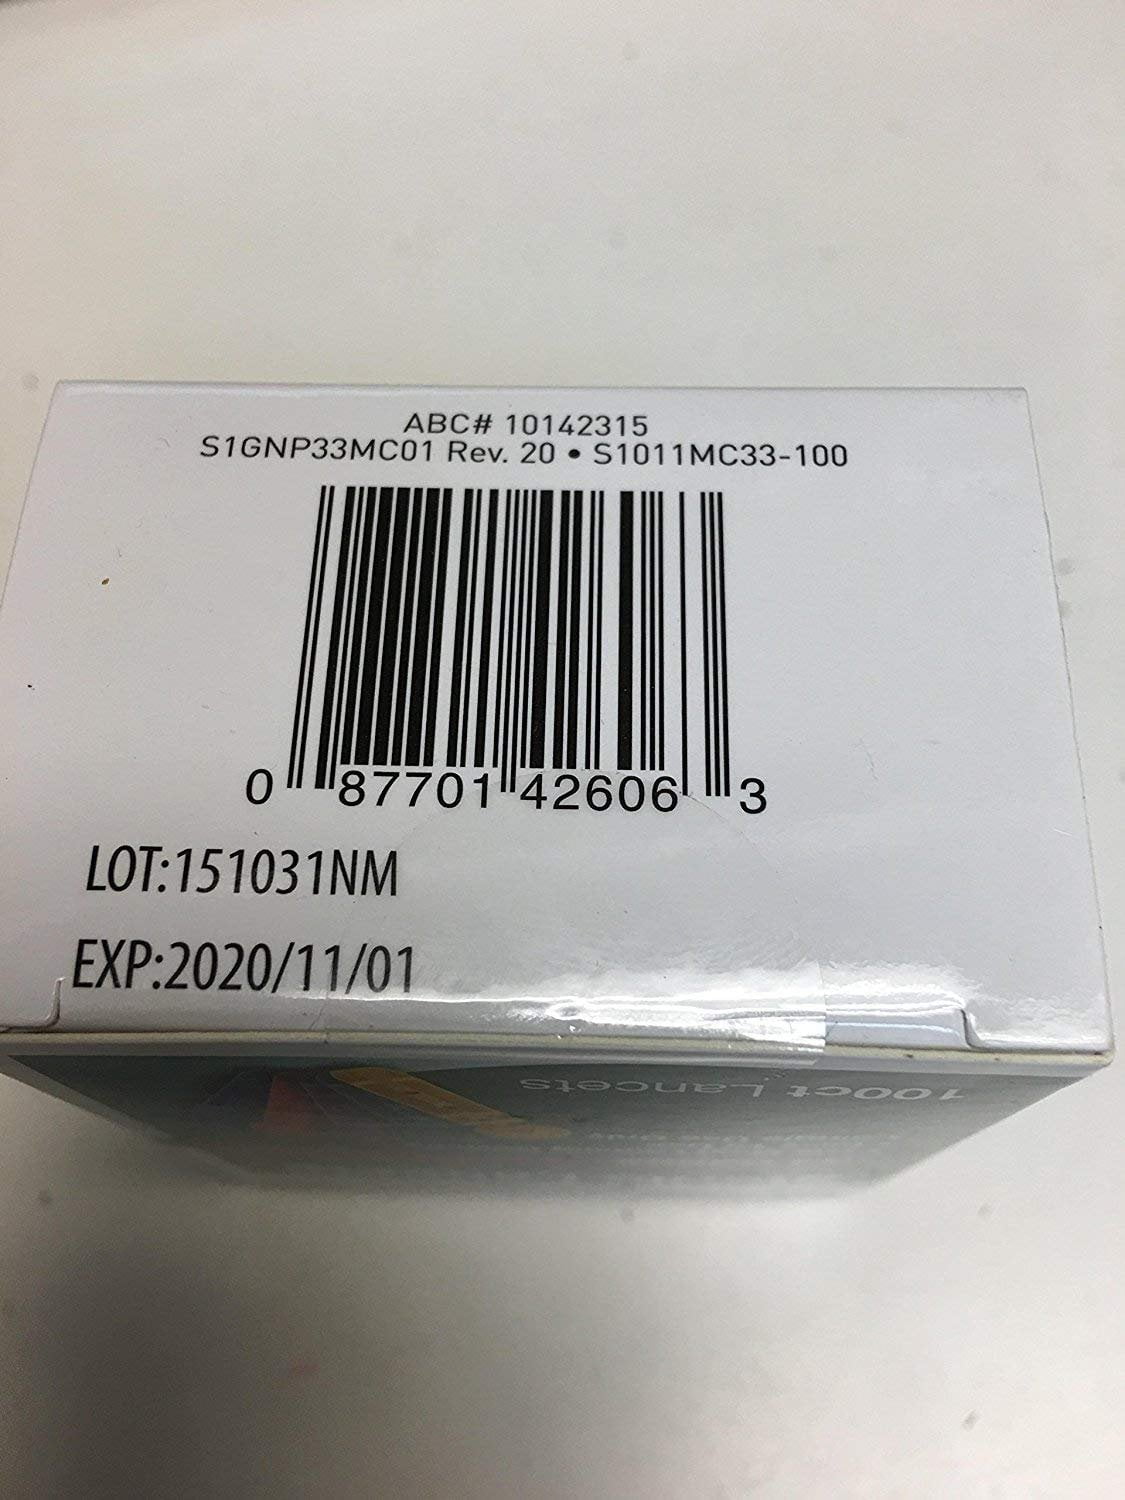 ABC# 10142315
S1GNP33MC01 Rev. 20 • S1011MC33-100
0 87701 42606 3
LOT:151031NM
EXP:2020/11/01
100ct Lancets